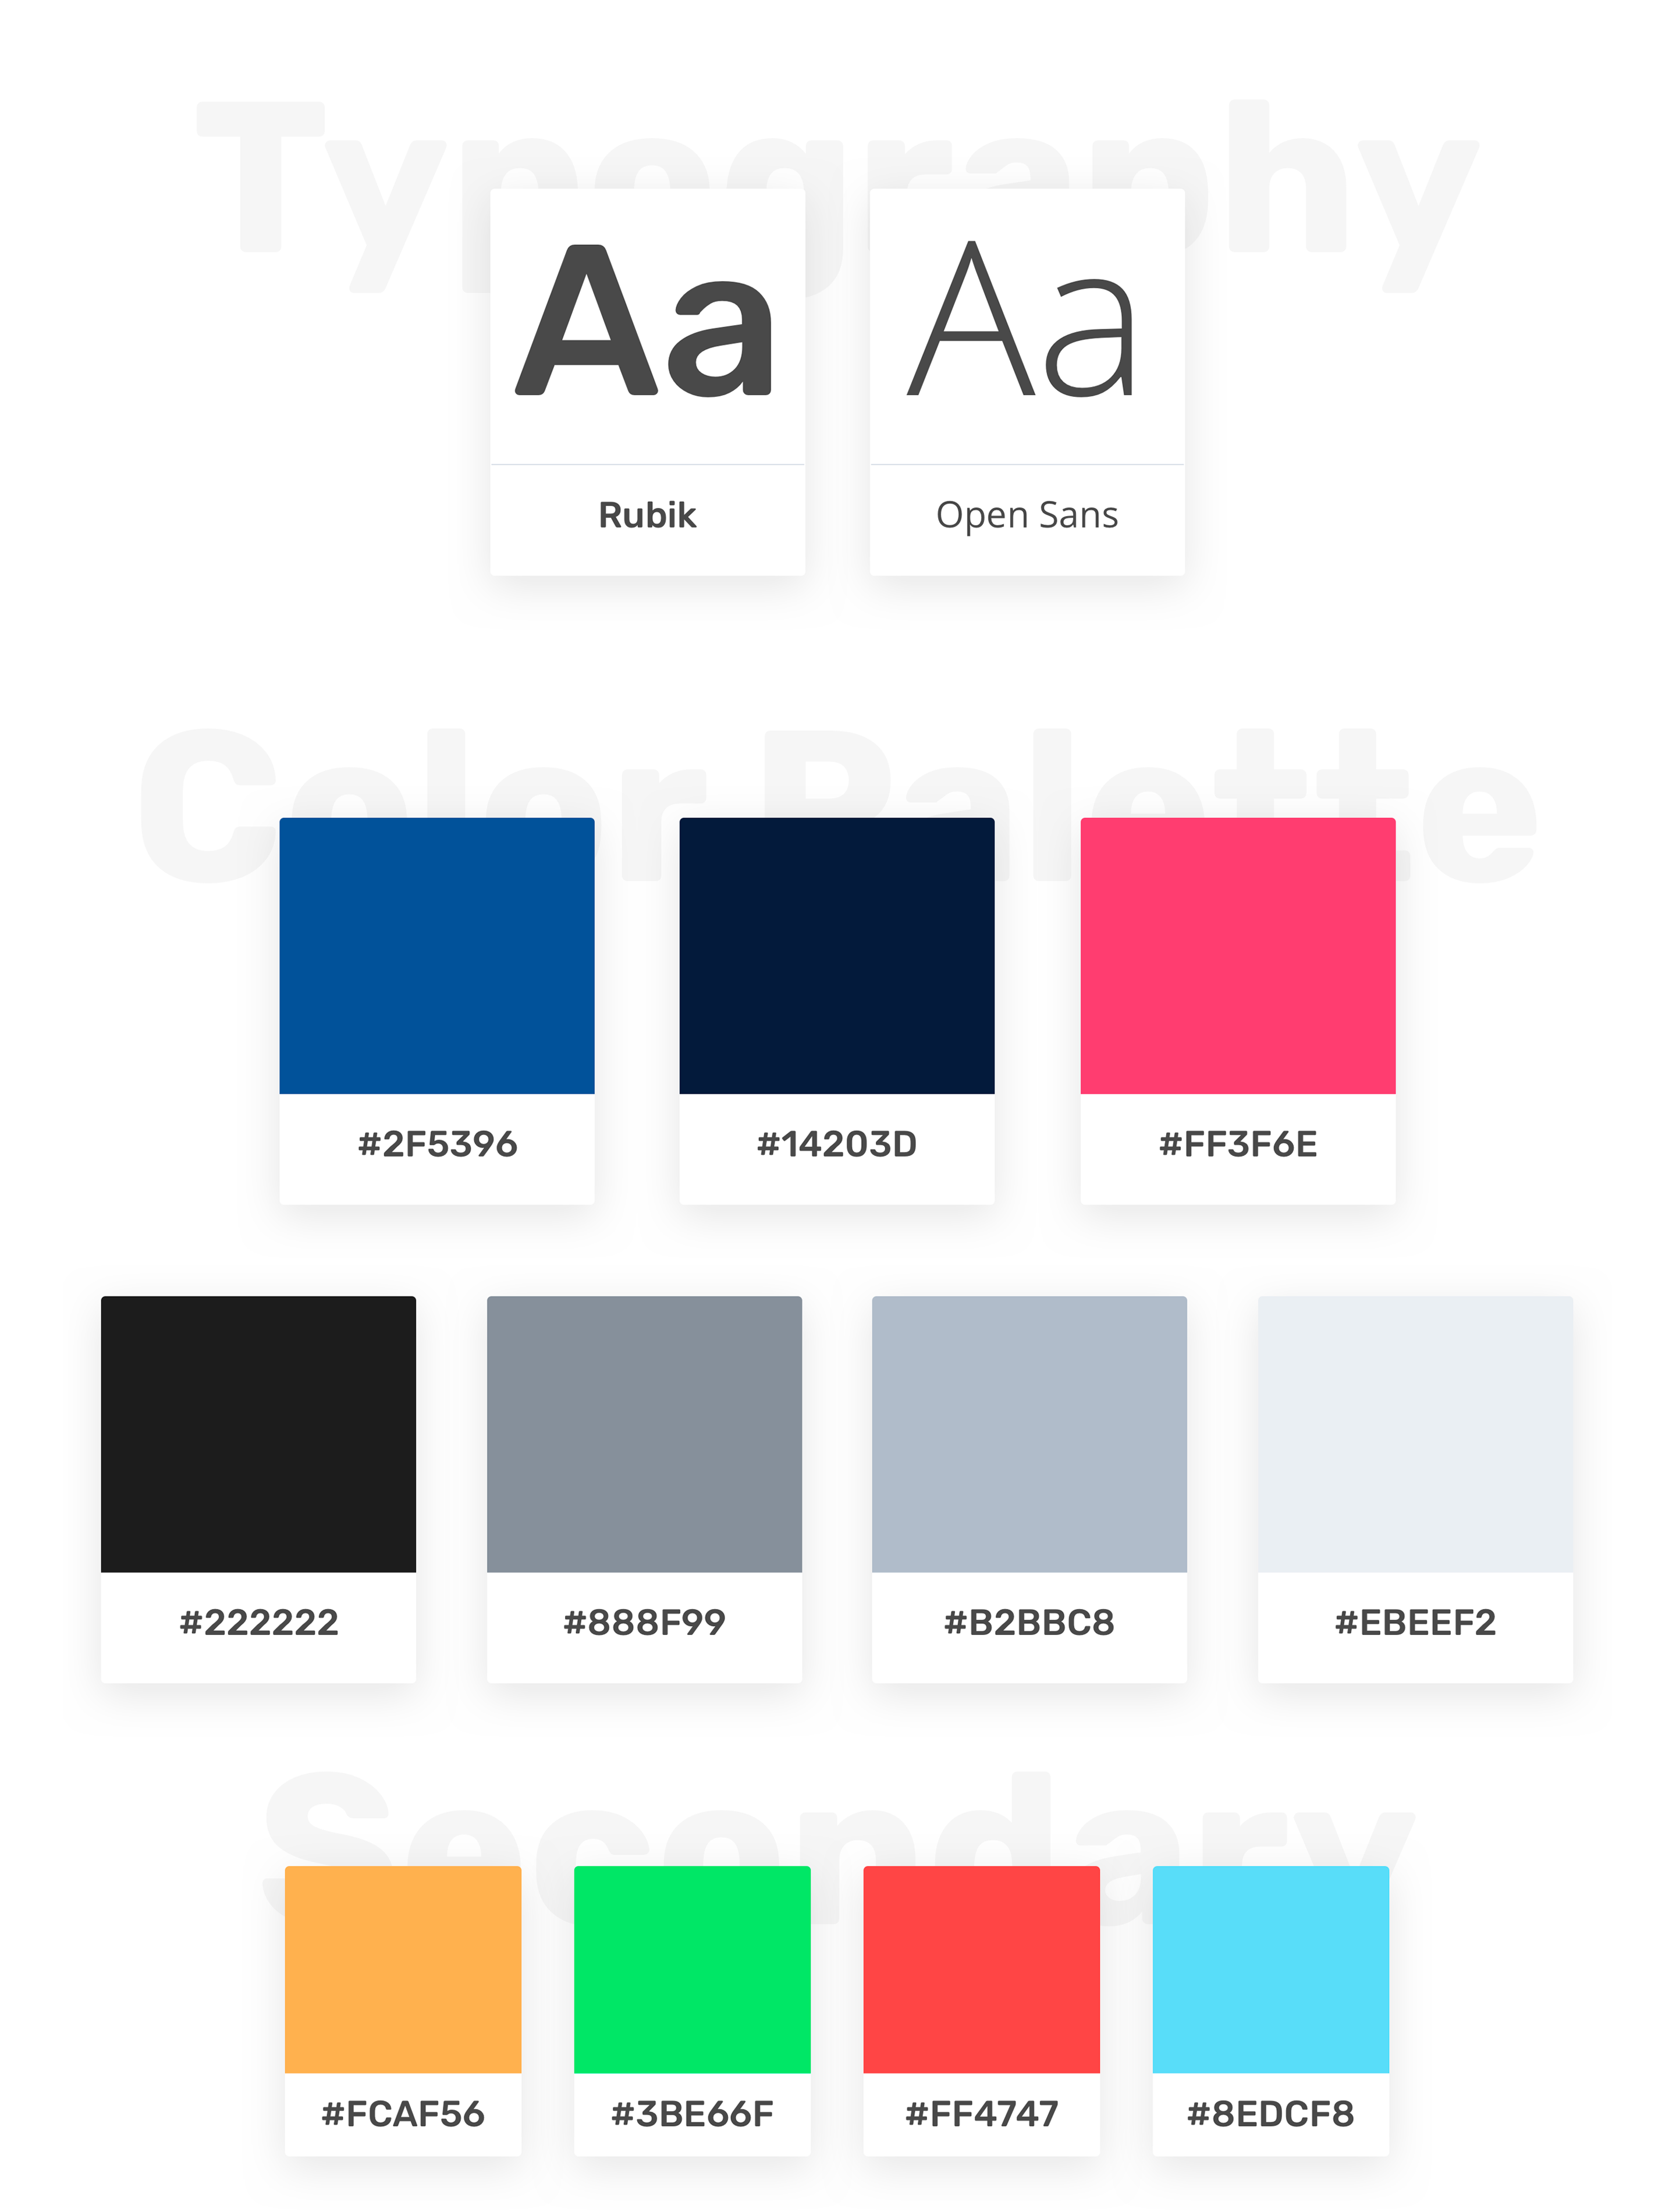 Typography
Aa Aa
Rubik Open Sans
Color Palette
#2F5396 #14203D #FF3F6E
#222222 #888F99 #B2BBC8 #EBEEF2
Secondary
#FCAF56 #3BE66F #FF4747 #8EDCF8